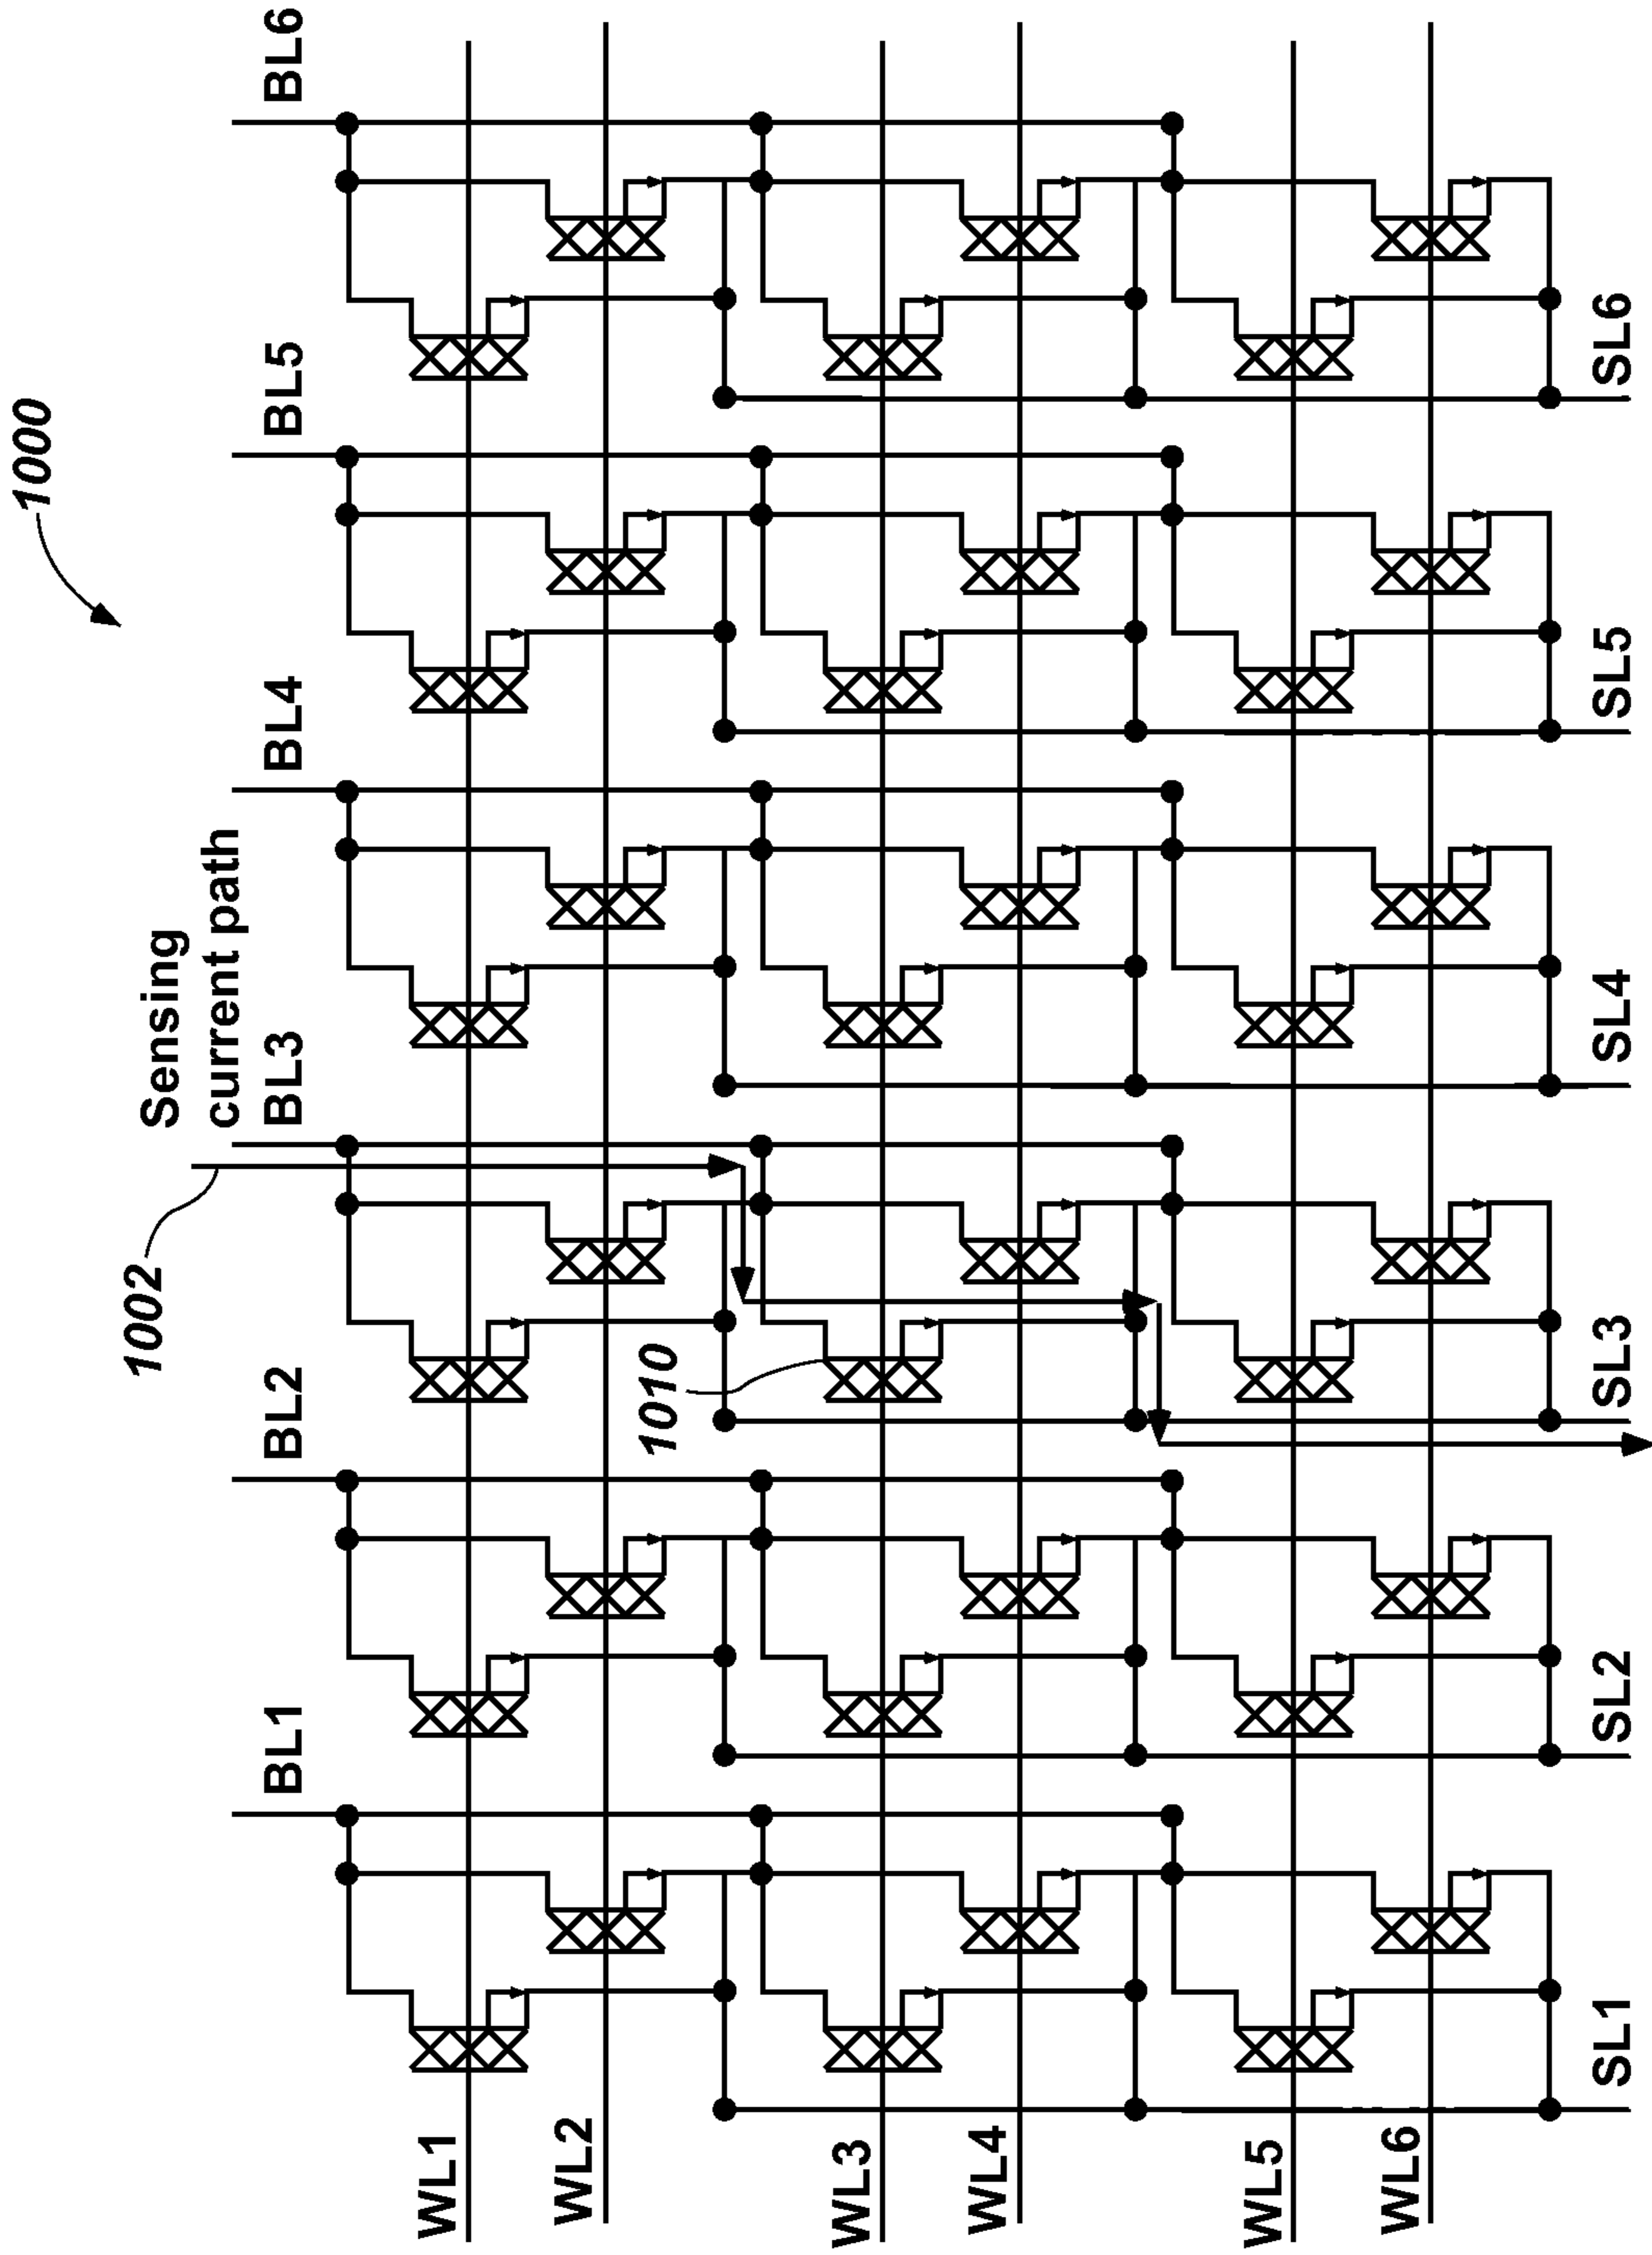 1000
Sensing
current path
1002
BL1
BL2
BL3
BL4
BL5
BL6
WL1
WL2
1010
WL3
WL4
WL5
WL6
SL1
SL2
SL3
SL4
SL5
SL6